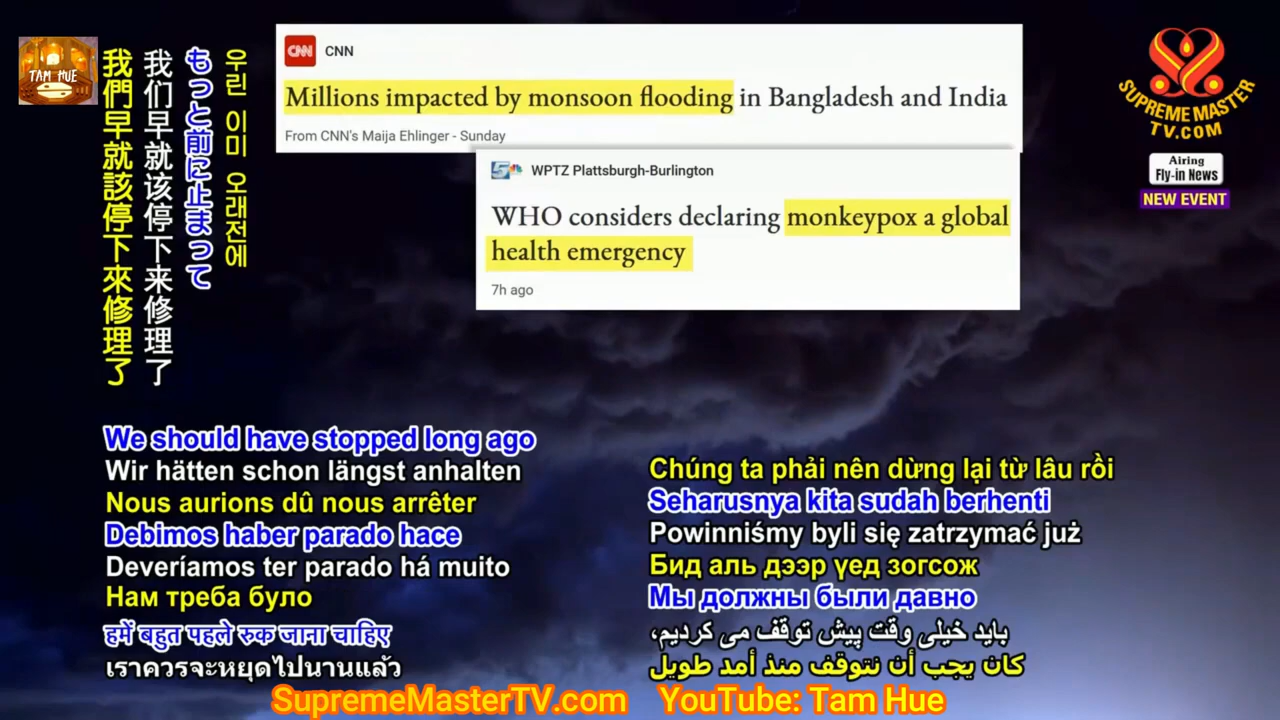 TAM HUE
我們早就該停下來修理了
我们早就该停下来修理了
もっと前に止まって
우린 이미 오래전에
CNN CNN
Millions impacted by monsoon flooding in Bangladesh and India
From CNN's Maija Ehlinger - Sunday
5 WPTZ Plattsburgh-Burlington
WHO considers declaring monkeypox a global
health emergency
7h ago
SUPREME MASTER
TV.COM
Airing
Fly-in News
NEW EVENT
We should have stopped long ago
Wir hätten schon längst anhalten
Nous aurions dû nous arrêter
Debimos haber parado hace
Deveríamos ter parado há muito
Нам треба було
हमें बहुत पहले रुक जाना चाहिए
เราควรจะหยุดไปนานแล้ว
Chúng ta phải nên dừng lại từ lâu rồi
Seharusnya kita sudah berhenti
Powinniśmy byli się zatrzymać już
Бид аль дээр үед зогсож
Мы должны были давно
باید خیلی وقت پیش توقف می کردیم،
كان يجب أن نتوقف منذ أمد طويل
SupremeMasterTV.com YouTube: Tam Hue